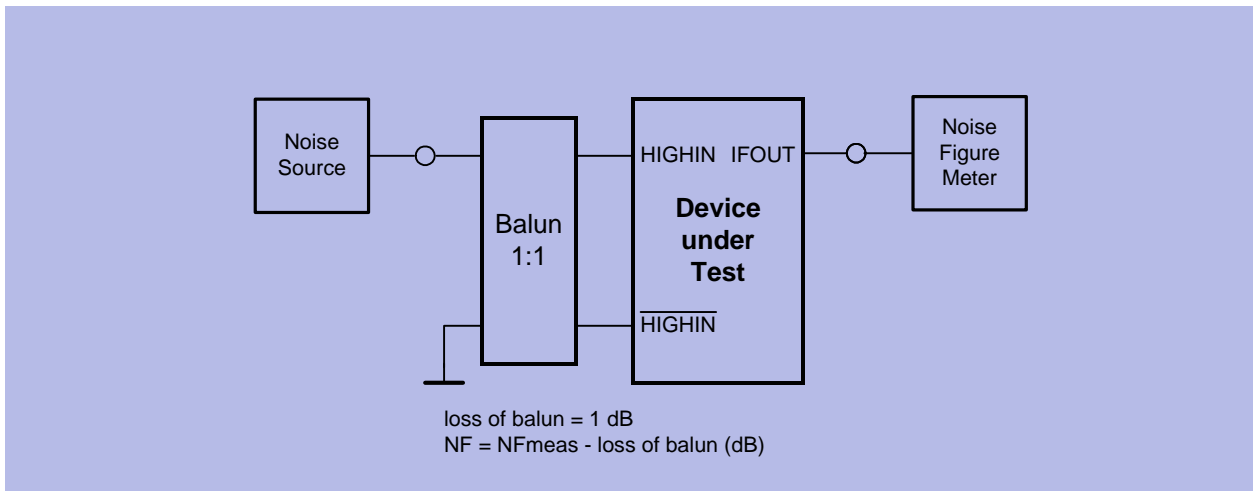 Noise
Source
Balun
1:1
HIGHIN IFOUT
Device
under
Test
H̅I̅G̅H̅I̅N̅
Noise
Figure
Meter
loss of balun = 1 dB
NF = NFmeas - loss of balun (dB)